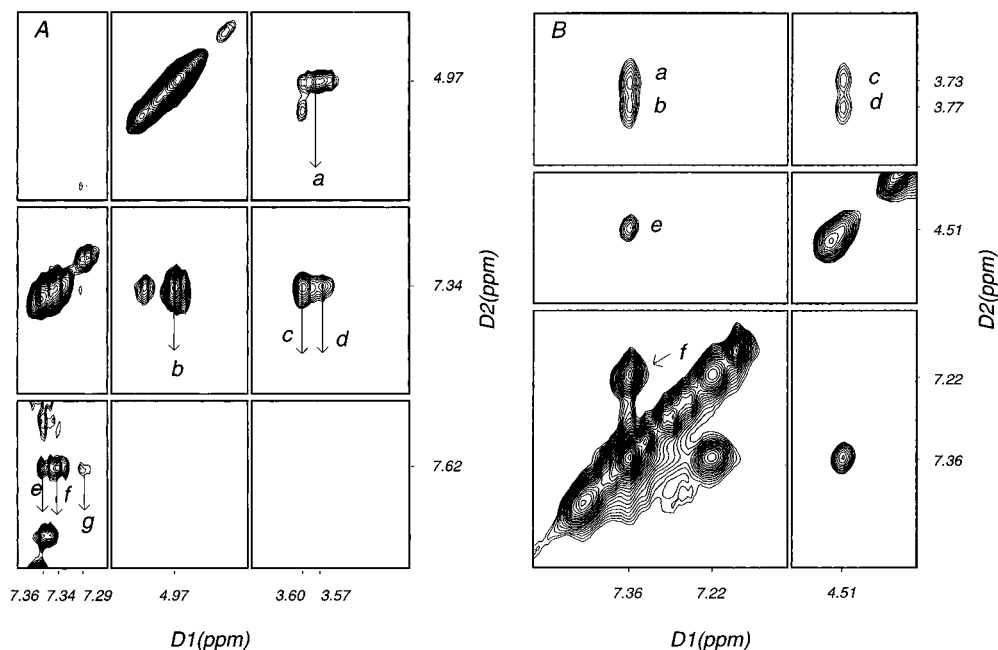 A
a
4.97
b
c
d
7.34
e
f
g
7.62
7.36 7.34 7.29
4.97
3.60 3.57
D1(ppm)
D2(ppm)
B
a
b
c
d
3.73
3.77
e
4.51
f
7.22
7.36
7.36
7.22
4.51
D1(ppm)
D2(ppm)